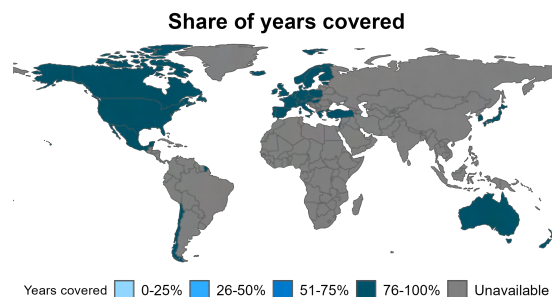 Share of years covered
Years covered 0-25% 26-50% 51-75% 76-100% Unavailable